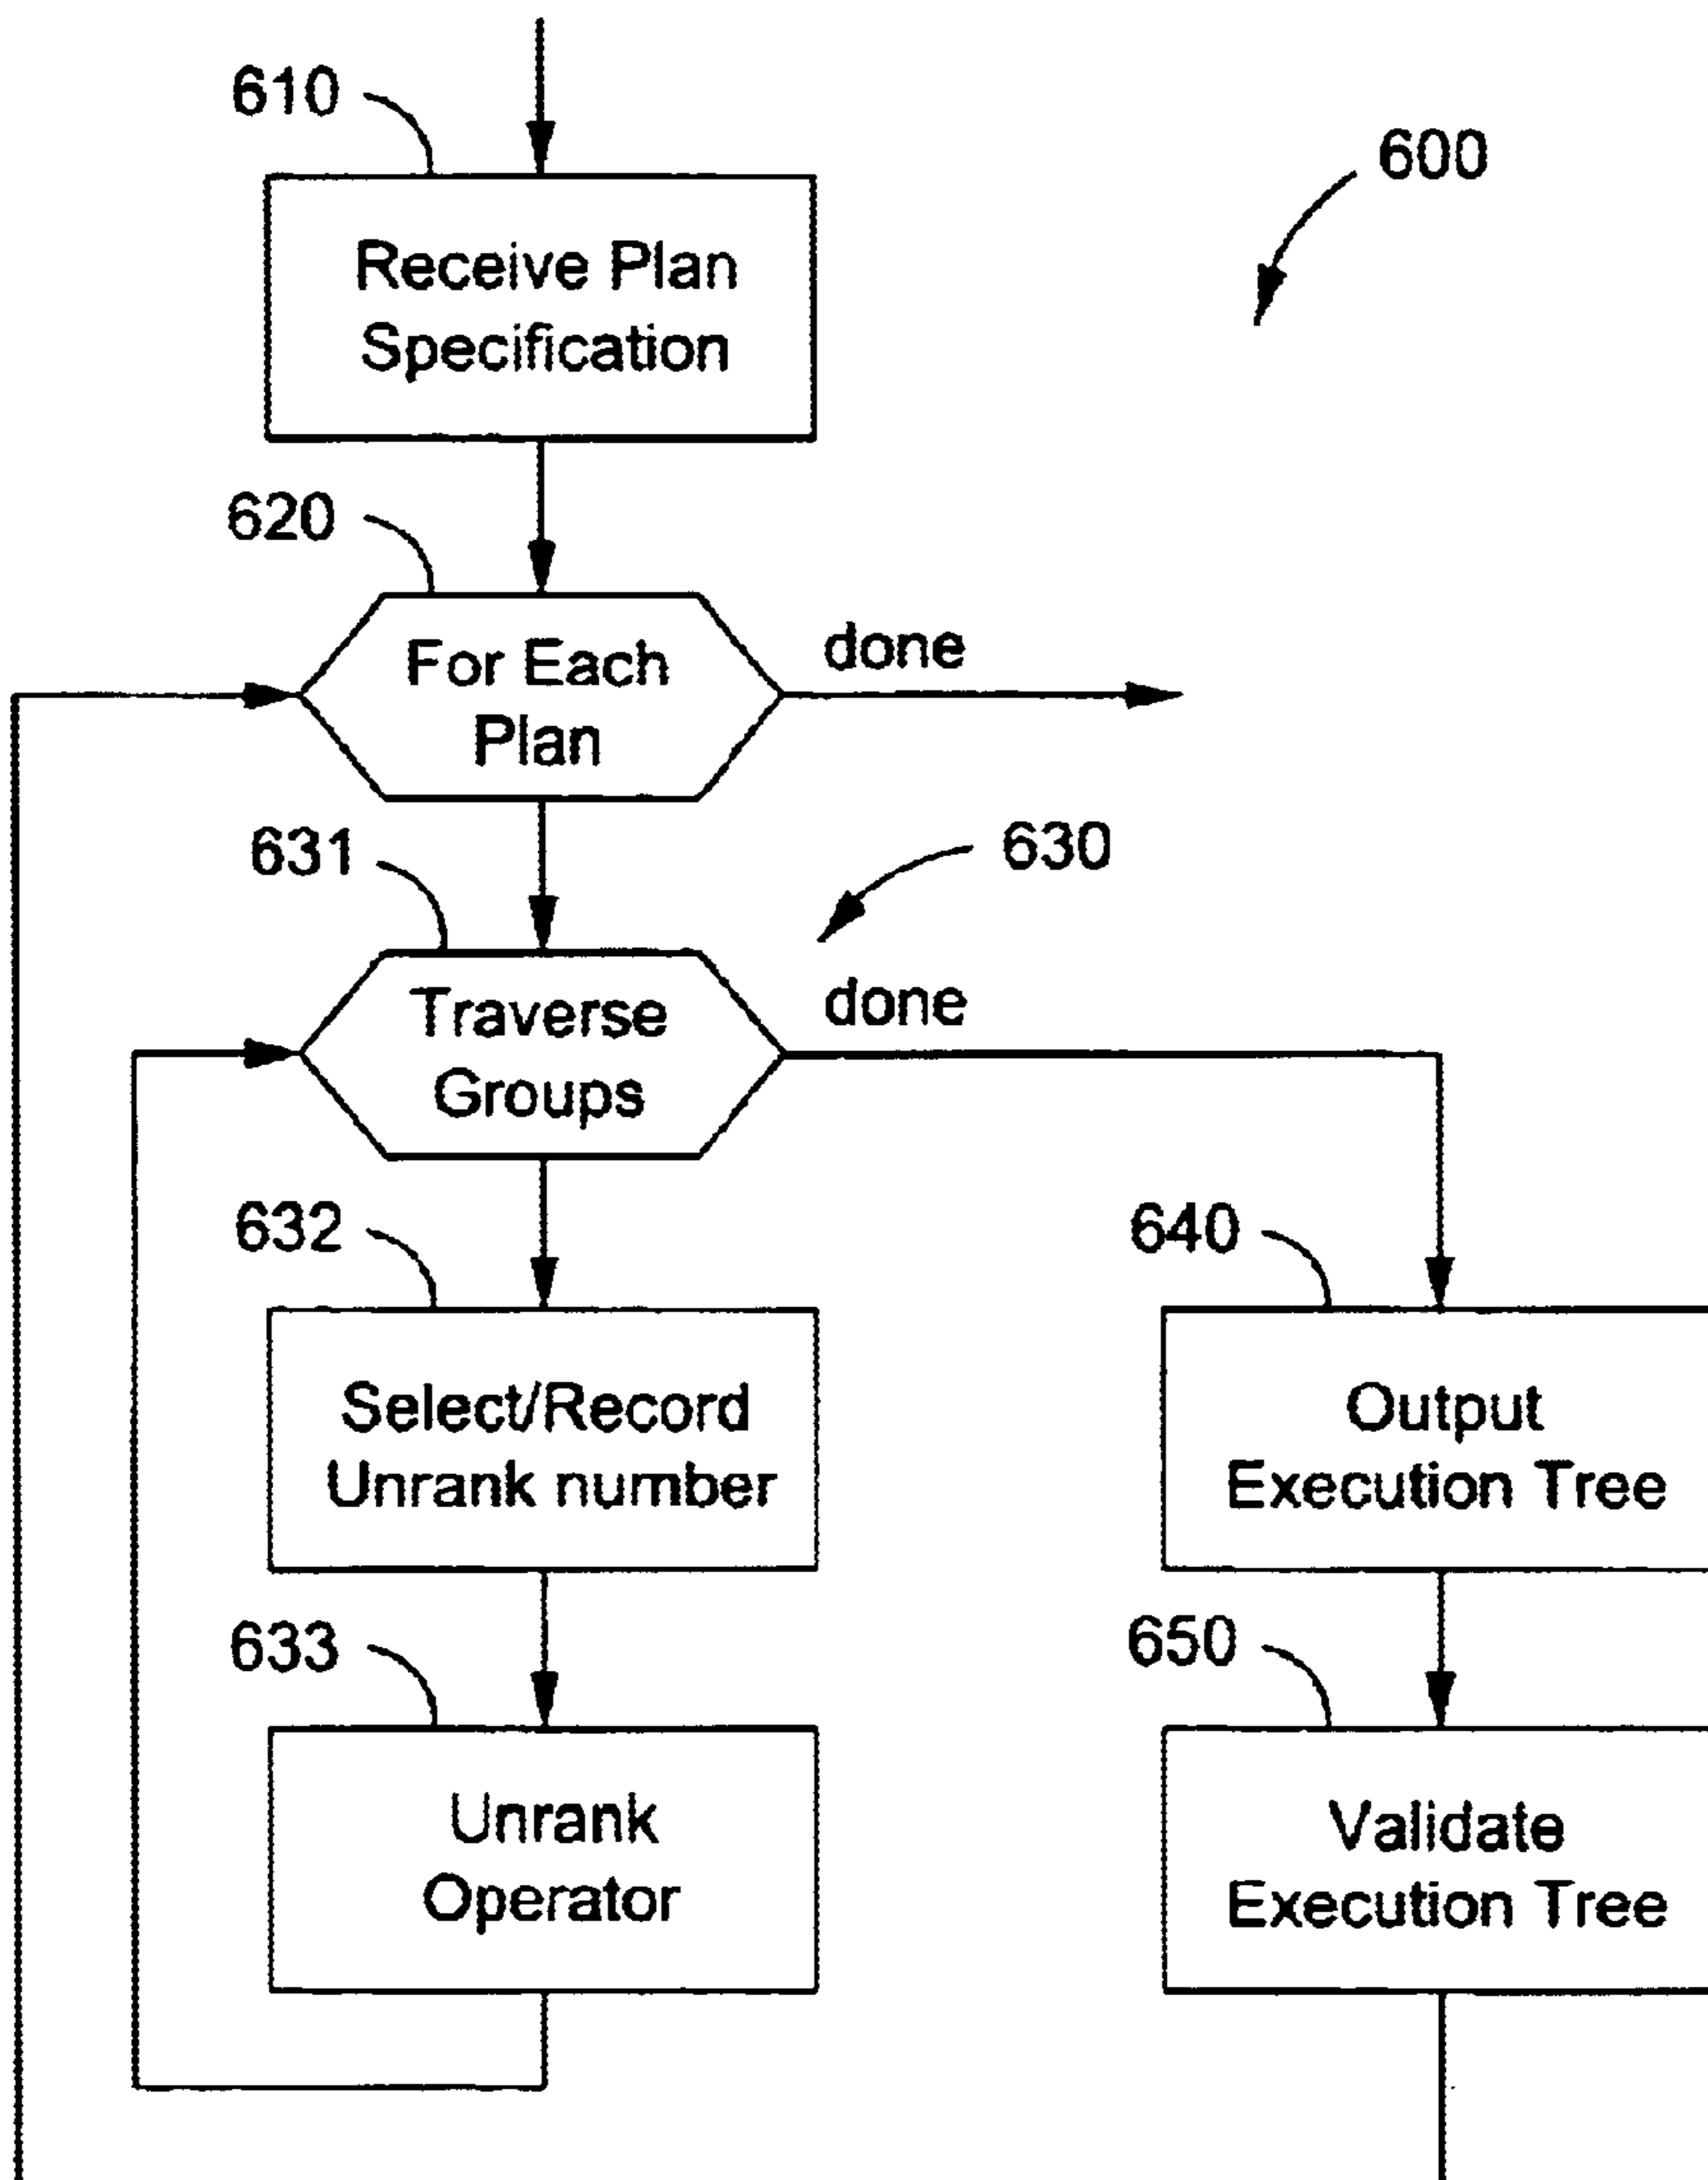 610
600
Receive Plan
Specification
620
For Each
Plan
done
631
630
Traverse
Groups
done
632
640
Select/Record
Unrank number
Output
Execution Tree
633
650
Unrank
Operator
Validate
Execution Tree